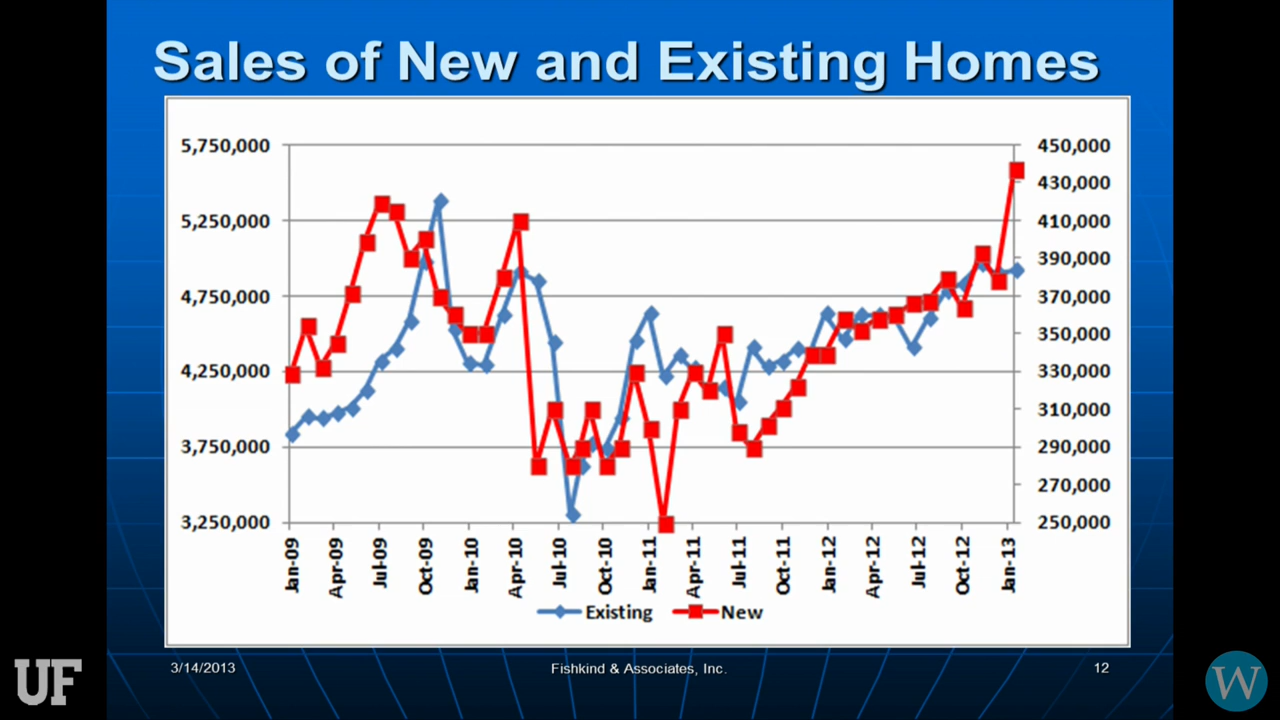 Sales of New and Existing Homes
5,750,000
5,250,000
4,750,000
4,250,000
3,750,000
3,250,000
450,000
430,000
410,000
390,000
370,000
350,000
330,000
310,000
290,000
270,000
250,000
Jan-09
Apr-09
Jul-09
Oct-09
Jan-10
Apr-10
Jul-10
Oct-10
Jan-11
Apr-11
Jul-11
Oct-11
Jan-12
Apr-12
Jul-12
Oct-12
Jan-13
Existing New
3/14/2013 Fishkind & Associates, Inc. 12
UF
W